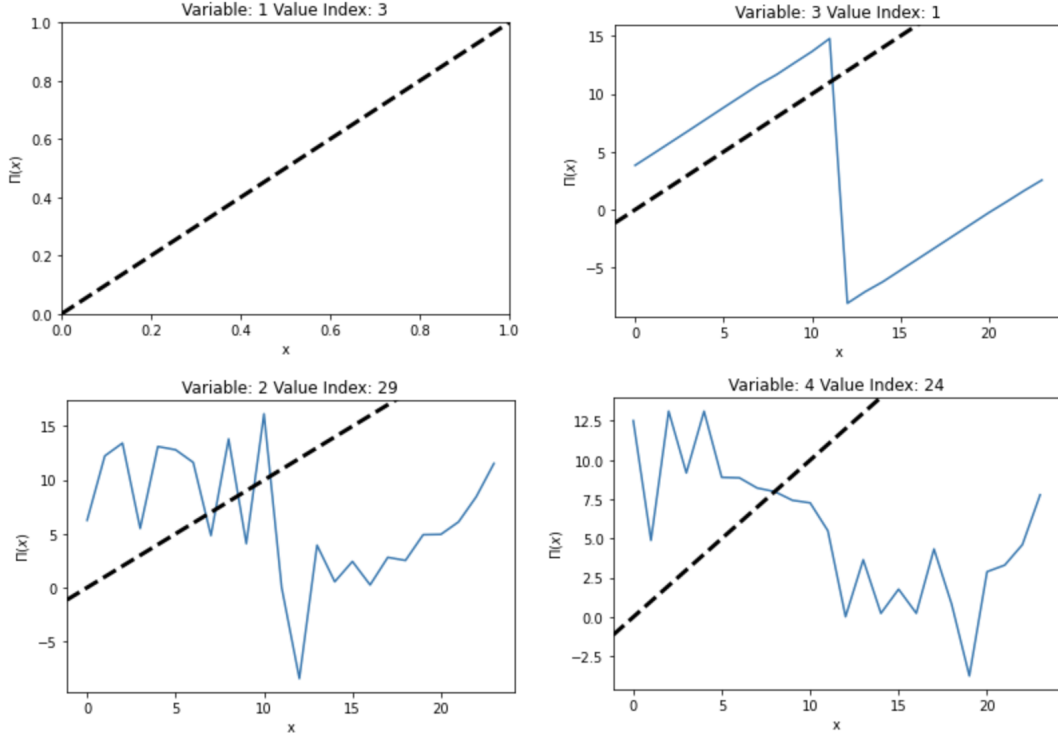 Variable: 1 Value Index: 3
1.0
0.8
0.6
0.4
0.2
0.0
Π(x)
0.0 0.2 0.4 0.6 0.8 1.0
x
Variable: 3 Value Index: 1
15
10
5
0
−5
Π(x)
0 5 10 15 20
x
Variable: 2 Value Index: 29
15
10
5
0
−5
Π(x)
0 5 10 15 20
x
Variable: 4 Value Index: 24
12.5
10.0
7.5
5.0
2.5
0.0
−2.5
Π(x)
0 5 10 15 20
x